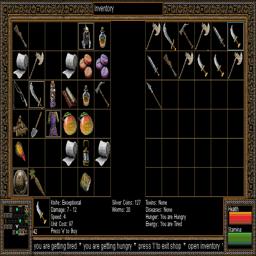 Inventory
Knife: Exceptional
Damage: 7 - 12
Speed: 4
Unit Cost: 67
Press 'e' to Buy
Silver Coins: 127
Worms: 20
Toxins: None
Diseases: None
Hunger: You are Hungry
Energy: You are Tired
Health
Stamina
42
you are getting tired * you are getting hungry * press 'i' to exit shop * open inventory